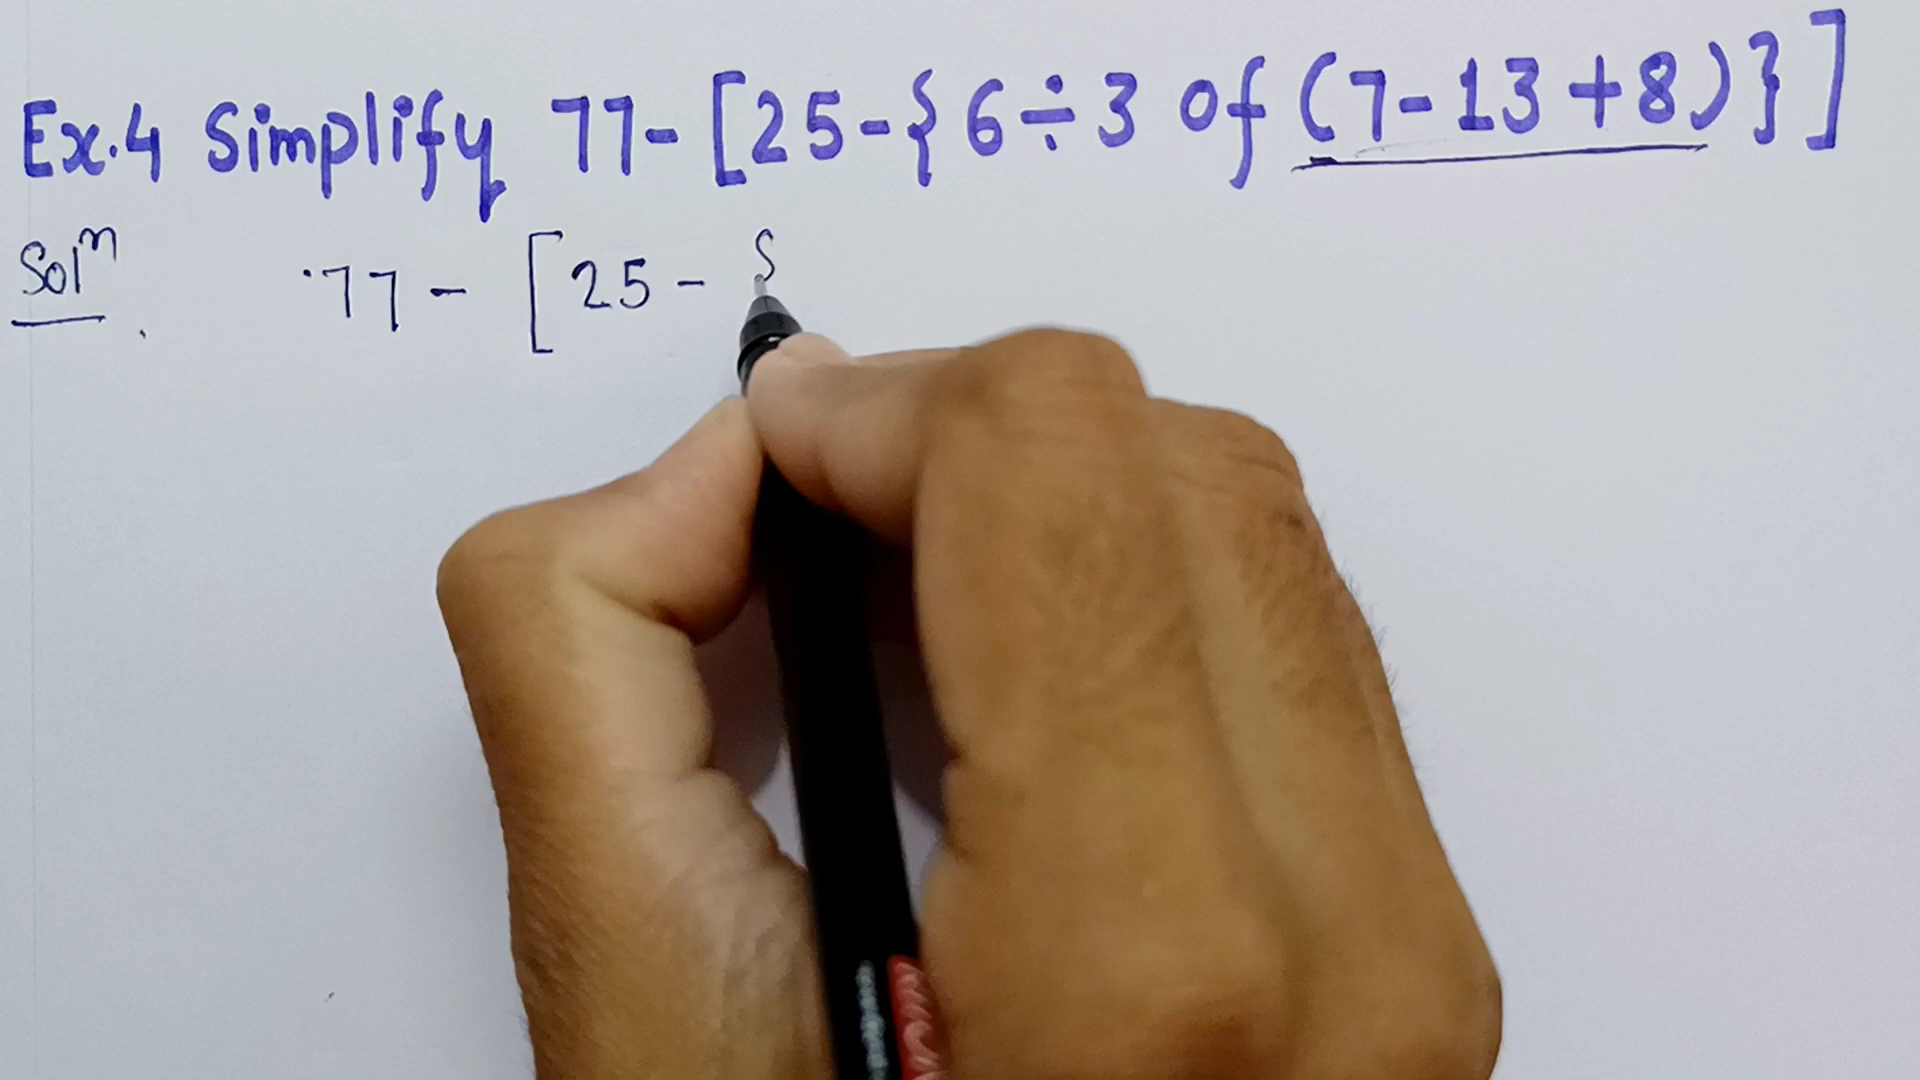 Ex.4 Simplify 77-[25-{6÷3 of (7-13+8)}]
Solⁿ 77-[25-